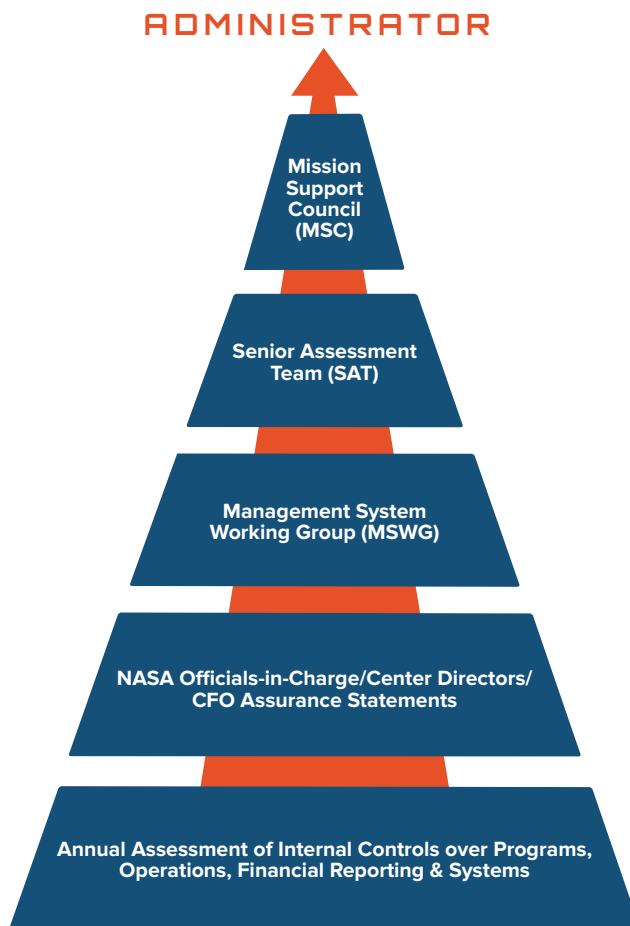 ADMINISTRATOR
Mission
Support
Council
(MSC)
Senior Assessment
Team (SAT)
Management System
Working Group (MSWG)
NASA Officials-in-Charge/Center Directors/
CFO Assurance Statements
Annual Assessment of Internal Controls over Programs,
Operations, Financial Reporting & Systems